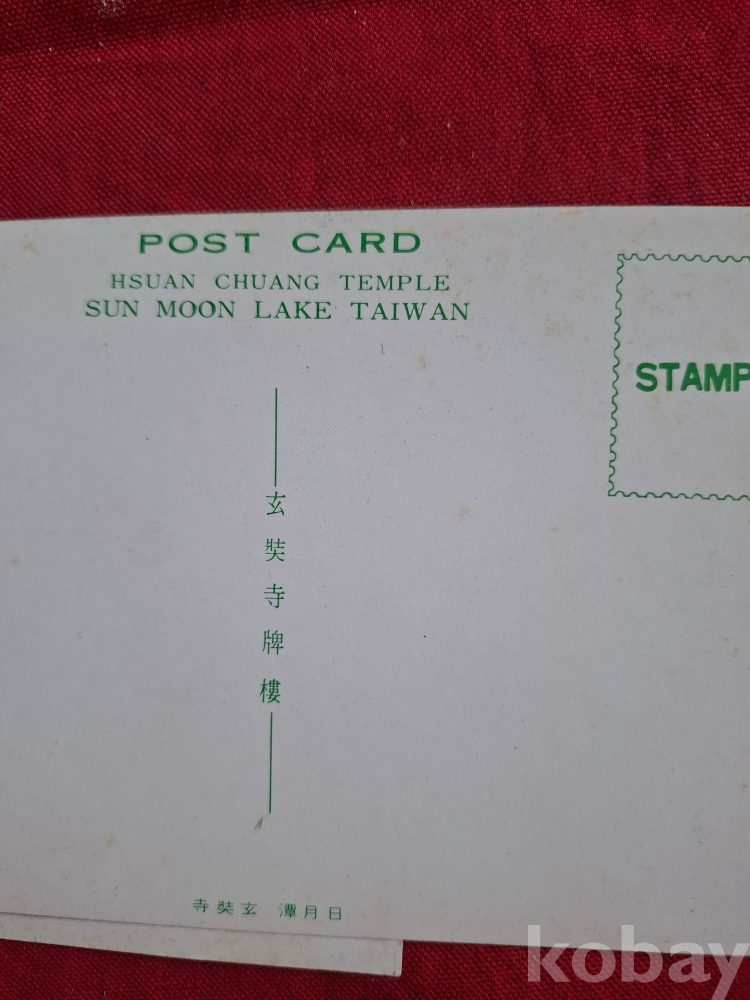 POST CARD
HSUAN CHUANG TEMPLE
SUN MOON LAKE TAIWAN
STAMP
玄奘寺牌樓
日月潭 玄奘寺
kobay